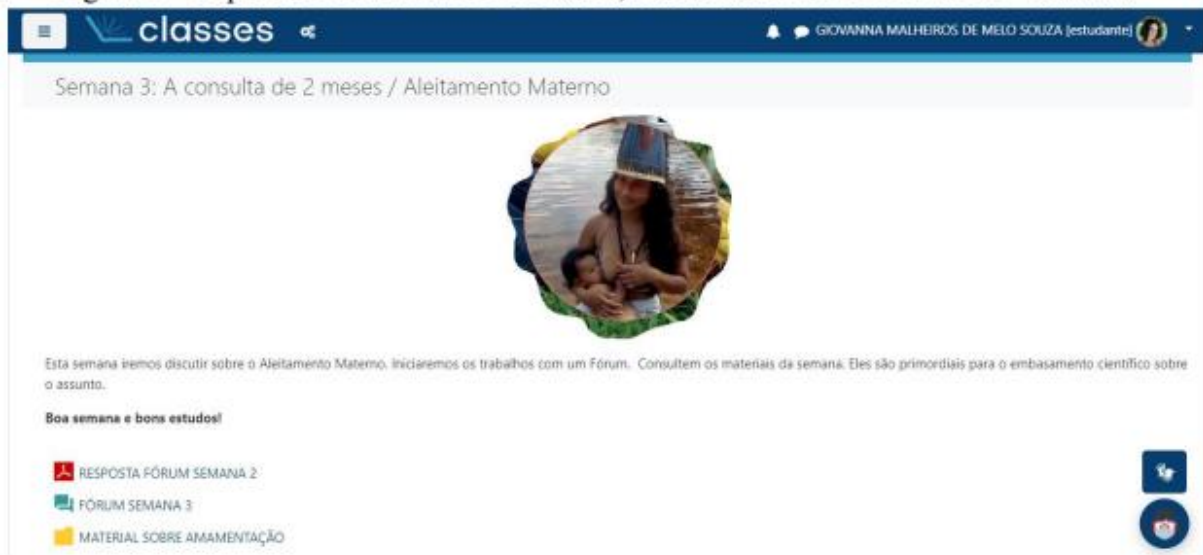 classes
GIOVANNA MALHEIROS DE MELO SOUZA [estudante]
Semana 3: A consulta de 2 meses / Aleitamento Materno
Esta semana iremos discutir sobre o Aleitamento Materno. Iniciaremos os trabalhos com um Fórum. Consultem os materiais da semana. Eles são primordiais para o embasamento científico sobre
o assunto.
Boa semana e bons estudos!
RESPOSTA FÓRUM SEMANA 2
FÓRUM SEMANA 3
MATERIAL SOBRE AMAMENTAÇÃO